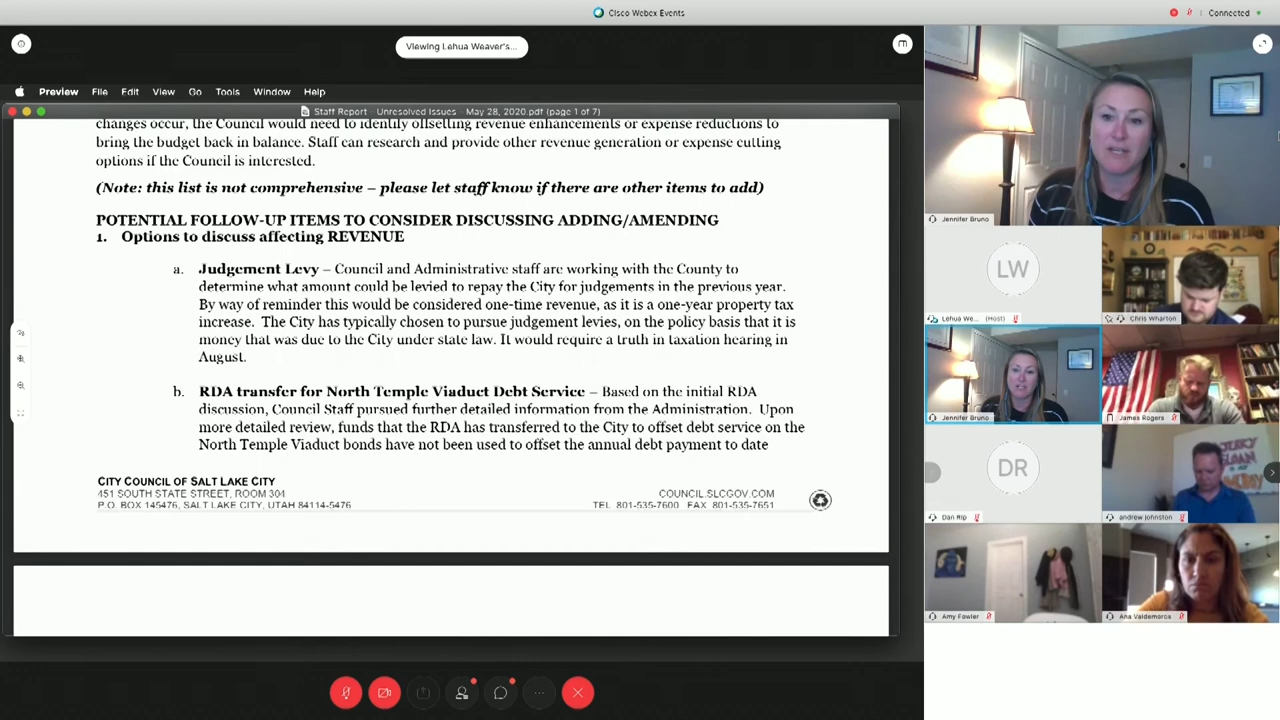 Cisco Webex Events
Connected
Viewing Lehua Weaver's...
Preview File Edit View Go Tools Window Help
Staff Report - Unresolved Issues - May 28, 2020.pdf (page 1 of 7)
changes occur, the Council would need to identify offsetting revenue enhancements or expense reductions to
bring the budget back in balance. Staff can research and provide other revenue generation or expense cutting
options if the Council is interested.
(Note: this list is not comprehensive – please let staff know if there are other items to add)
POTENTIAL FOLLOW-UP ITEMS TO CONSIDER DISCUSSING ADDING/AMENDING
1. Options to discuss affecting REVENUE
a. Judgement Levy – Council and Administrative staff are working with the County to
determine what amount could be levied to repay the City for judgements in the previous year.
By way of reminder this would be considered one-time revenue, as it is a one-year property tax
increase. The City has typically chosen to pursue judgement levies, on the policy basis that it is
money that was due to the City under state law. It would require a truth in taxation hearing in
August.
b. RDA transfer for North Temple Viaduct Debt Service – Based on the initial RDA
discussion, Council Staff pursued further detailed information from the Administration. Upon
more detailed review, funds that the RDA has transferred to the City to offset debt service on the
North Temple Viaduct bonds have not been used to offset the annual debt payment to date
CITY COUNCIL OF SALT LAKE CITY
451 SOUTH STATE STREET, ROOM 304
P.O. BOX 145476, SALT LAKE CITY, UTAH 84114-5476
COUNCIL.SLCGOV.COM
TEL 801-535-7600 FAX 801-535-7651
Jennifer Bruno
LW
Lehua We... (Host)
Chris Wharton
Jennifer Bruno
James Rogers
DR
Dan Rip
JERRY
SLOAN
andrew johnston
Amy Fowler
Ana Valdemoros